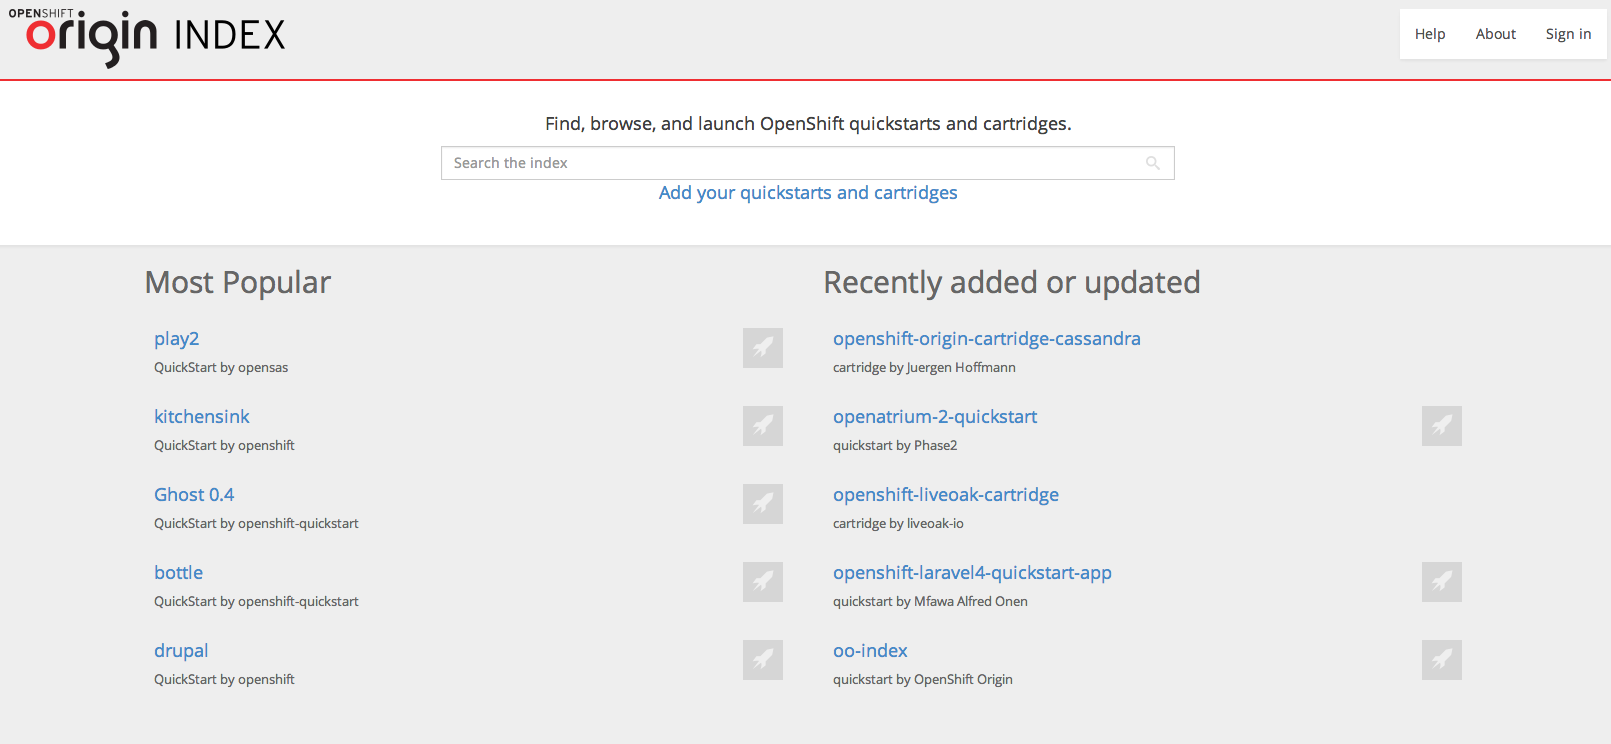 OPENSHIFT
origin INDEX
Help About Sign in
Find, browse, and launch OpenShift quickstarts and cartridges.
Search the index
Add your quickstarts and cartridges
Most Popular
play2
QuickStart by opensas
kitchensink
QuickStart by openshift
Ghost 0.4
QuickStart by openshift-quickstart
bottle
QuickStart by openshift-quickstart
drupal
QuickStart by openshift
Recently added or updated
openshift-origin-cartridge-cassandra
cartridge by Juergen Hoffmann
openatrium-2-quickstart
quickstart by Phase2
openshift-liveoak-cartridge
cartridge by liveoak-io
openshift-laravel4-quickstart-app
quickstart by Mfawa Alfred Onen
oo-index
quickstart by OpenShift Origin